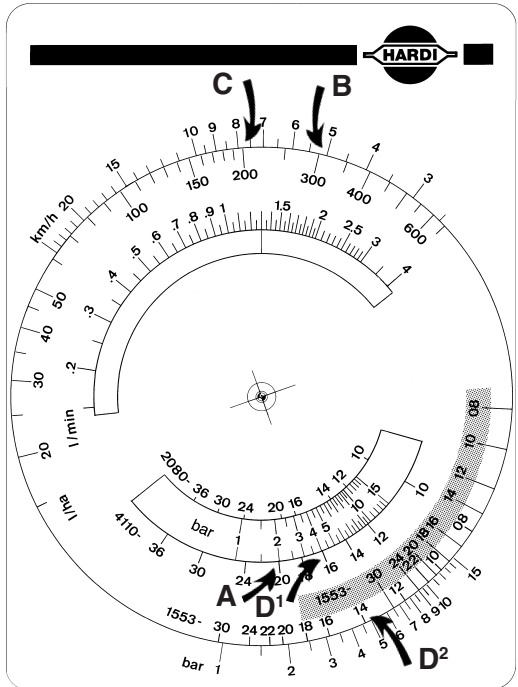 HARDI
C B
10 9 8 7 6 5 4 3
15
km/h 20
100 150 200 300 400 600
.2 .3 .4 .5 .6 .7 .8 .9 1 1.5 2 2.5 3 4
50
40
30
20
l/min
l/ha
2080- 36 30 24 20 16 14 12 10
bar 1 2 3 4 5 10 15
4110- 36 30 24 20 18 16 14 12 10
08 10 12 14 16 18 20 24 30 1553-
A D1
1553- 30 24 22 20 18 16 14 12 22 10 08
bar 1 2 3 4 5 6 7 8 9 10 15
D2